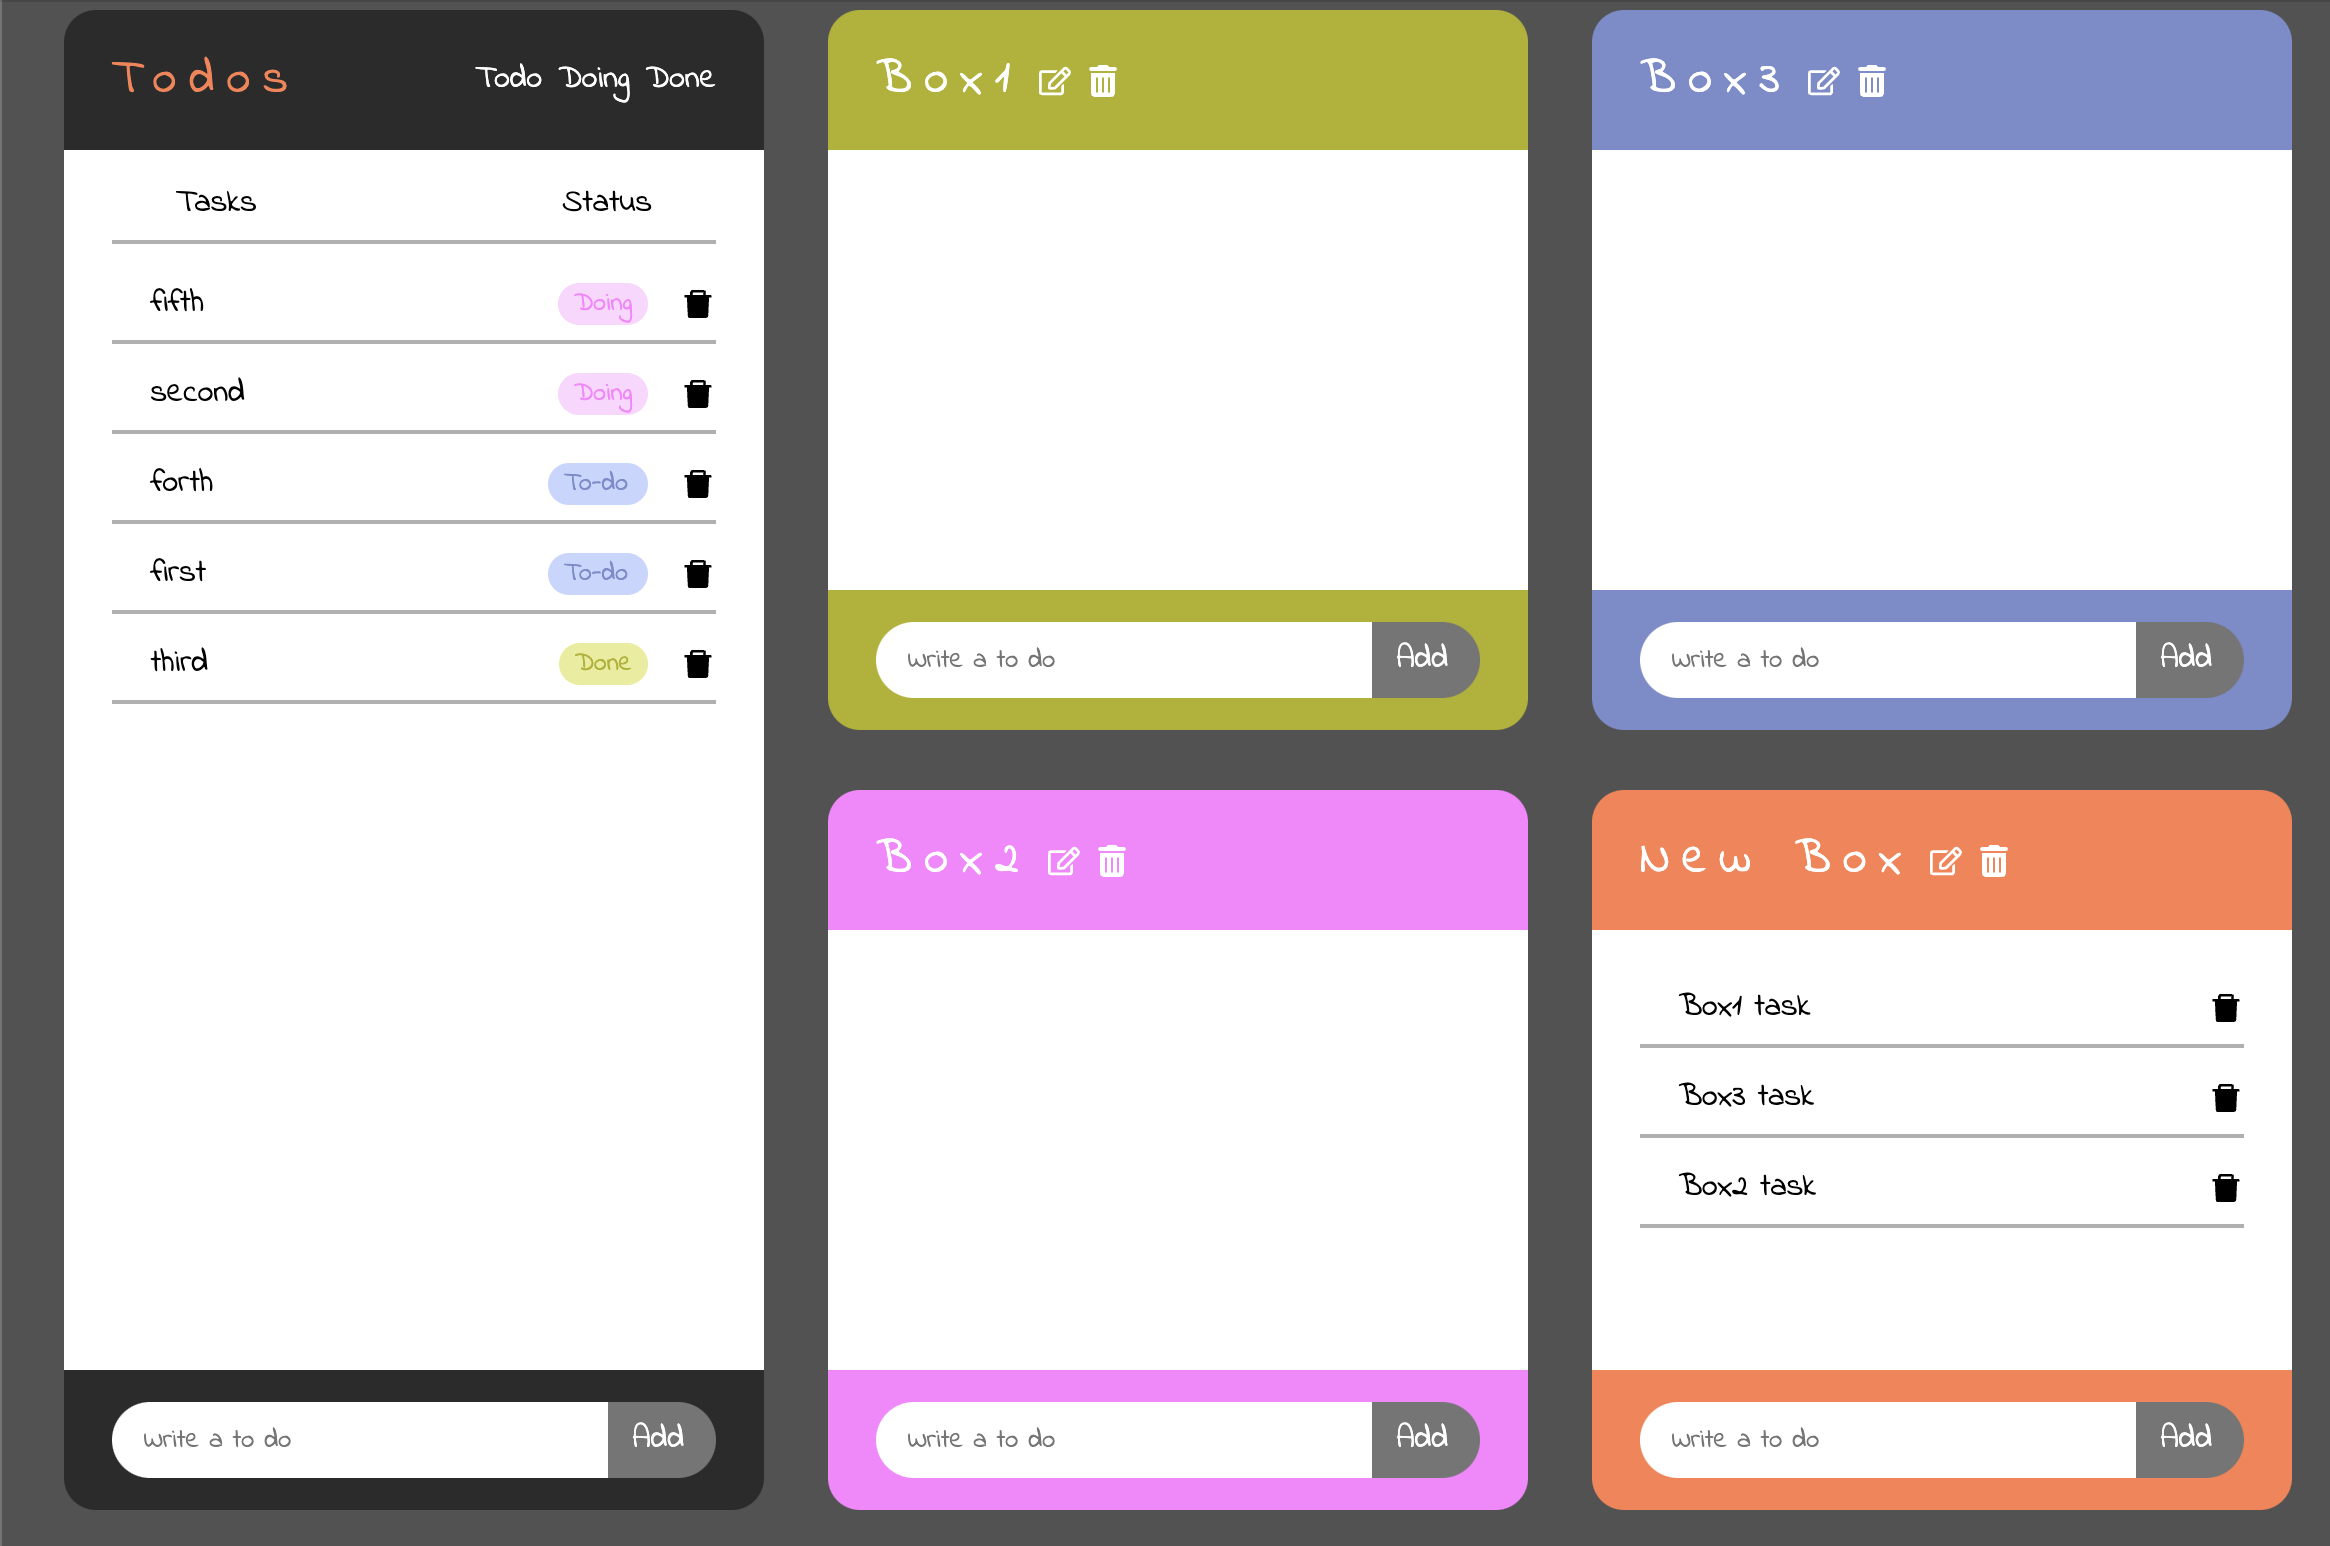 Todos
Todo Doing Done
Tasks Status
fifth Doing
second Doing
forth To-do
first To-do
third Done
Write a to do Add
Box1
Write a to do Add
Box3
Write a to do Add
Box2
Write a to do Add
New Box
Box1 task
Box3 task
Box2 task
Write a to do Add